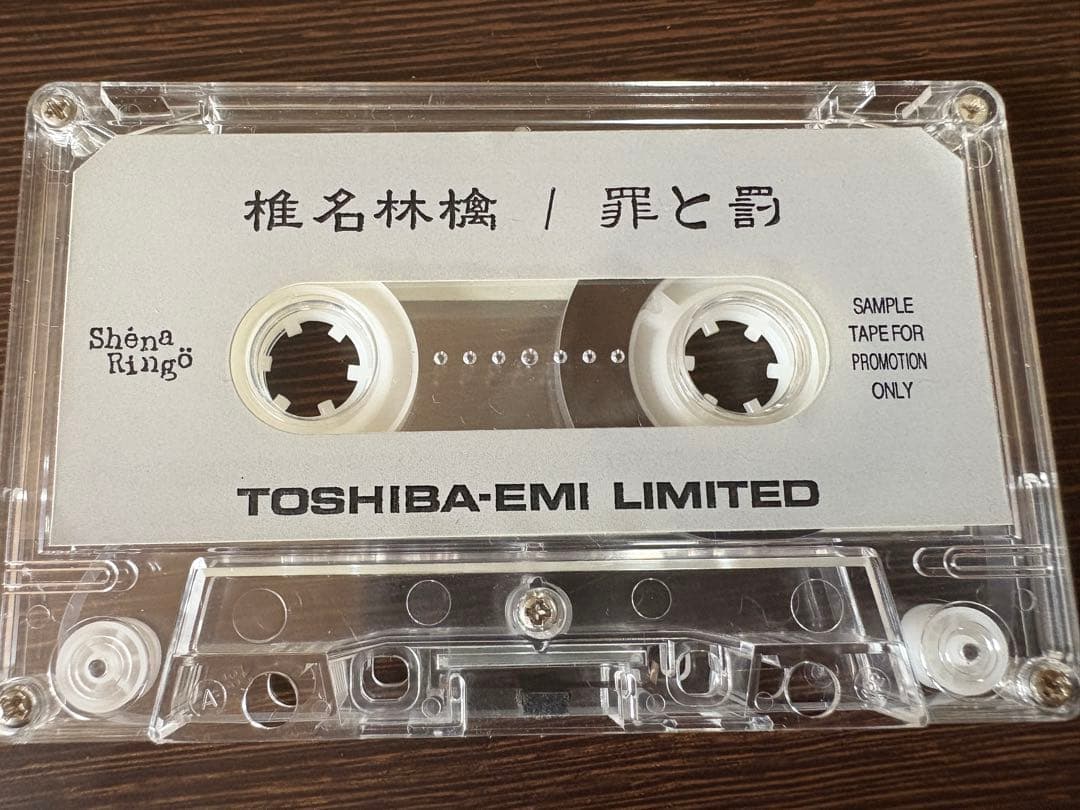 椎名林檎 / 罪と罰
Shéna
Ringö
SAMPLE
TAPE FOR
PROMOTION
ONLY
TOSHIBA-EMI LIMITED
A